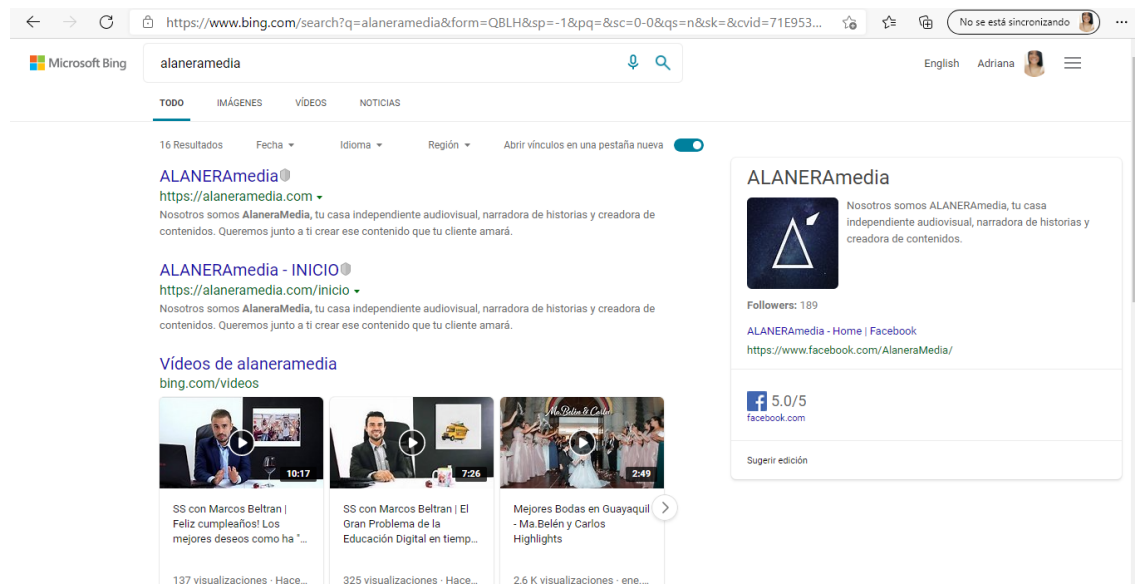 https://www.bing.com/search?q=alaneramedia&form=QBLH&sp=-1&pq=&sc=0-0&qs=n&sk=&cvid=71E953...
No se está sincronizando
Microsoft Bing
alaneramedia
English
Adriana
TODO
IMÁGENES
VÍDEOS
NOTICIAS
16 Resultados
Fecha
Idioma
Región
Abrir vínculos en una pestaña nueva
ALANERAmedia
https://alaneramedia.com
Nosotros somos AlaneraMedia, tu casa independiente audiovisual, narradora de historias y creadora de
contenidos. Queremos junto a ti crear ese contenido que tu cliente amará.
ALANERAmedia - INICIO
https://alaneramedia.com/inicio
Nosotros somos AlaneraMedia, tu casa independiente audiovisual, narradora de historias y creadora de
contenidos. Queremos junto a ti crear ese contenido que tu cliente amará.
Vídeos de alaneramedia
bing.com/videos
10:17
SS con Marcos Beltran |
Feliz cumpleaños! Los
mejores deseos como ha "...
137 visualizaciones · Hace...
7:26
SS con Marcos Beltran | El
Gran Problema de la
Educación Digital en tiemp...
325 visualizaciones · Hace...
Ma.Belén & Carlos
2:49
Mejores Bodas en Guayaquil
- Ma.Belén y Carlos
Highlights
2,6 K visualizaciones · ene....
ALANERAmedia
Nosotros somos ALANERAmedia, tu casa
independiente audiovisual, narradora de historias y
creadora de contenidos.
Followers: 189
ALANERAmedia - Home | Facebook
https://www.facebook.com/AlaneraMedia/
5.0/5
facebook.com
Sugerir edición